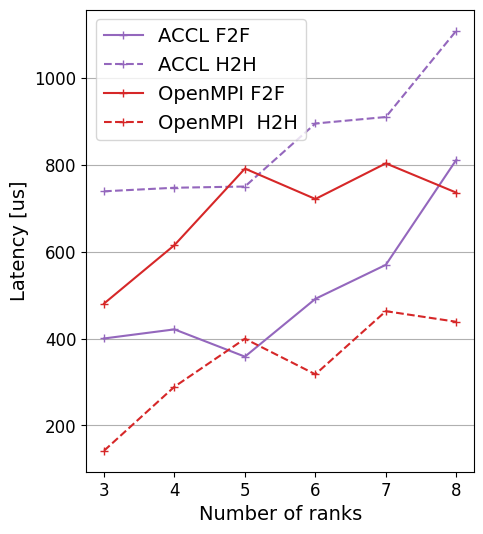 ACCL F2F
ACCL H2H
OpenMPI F2F
OpenMPI  H2H
1000
800
600
400
200
Latency [us]
3 4 5 6 7 8
Number of ranks